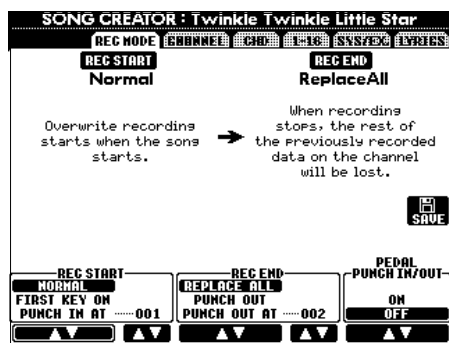 SONG CREATOR : Twinkle Twinkle Little Star
REC MODE CHANNEL CHD 1-16 SYS/EX. LYRICS
REC START REC END
Normal ReplaceAll
Overwrite recording
starts when the song
starts.
When recording
stops, the rest of
the previously recorded
data on the channel
will be lost.
SAVE
REC START
NORMAL
FIRST KEY ON
PUNCH IN AT ······001
REC END
REPLACE ALL
PUNCH OUT
PUNCH OUT AT ······002
PEDAL
PUNCH IN/OUT
ON
OFF